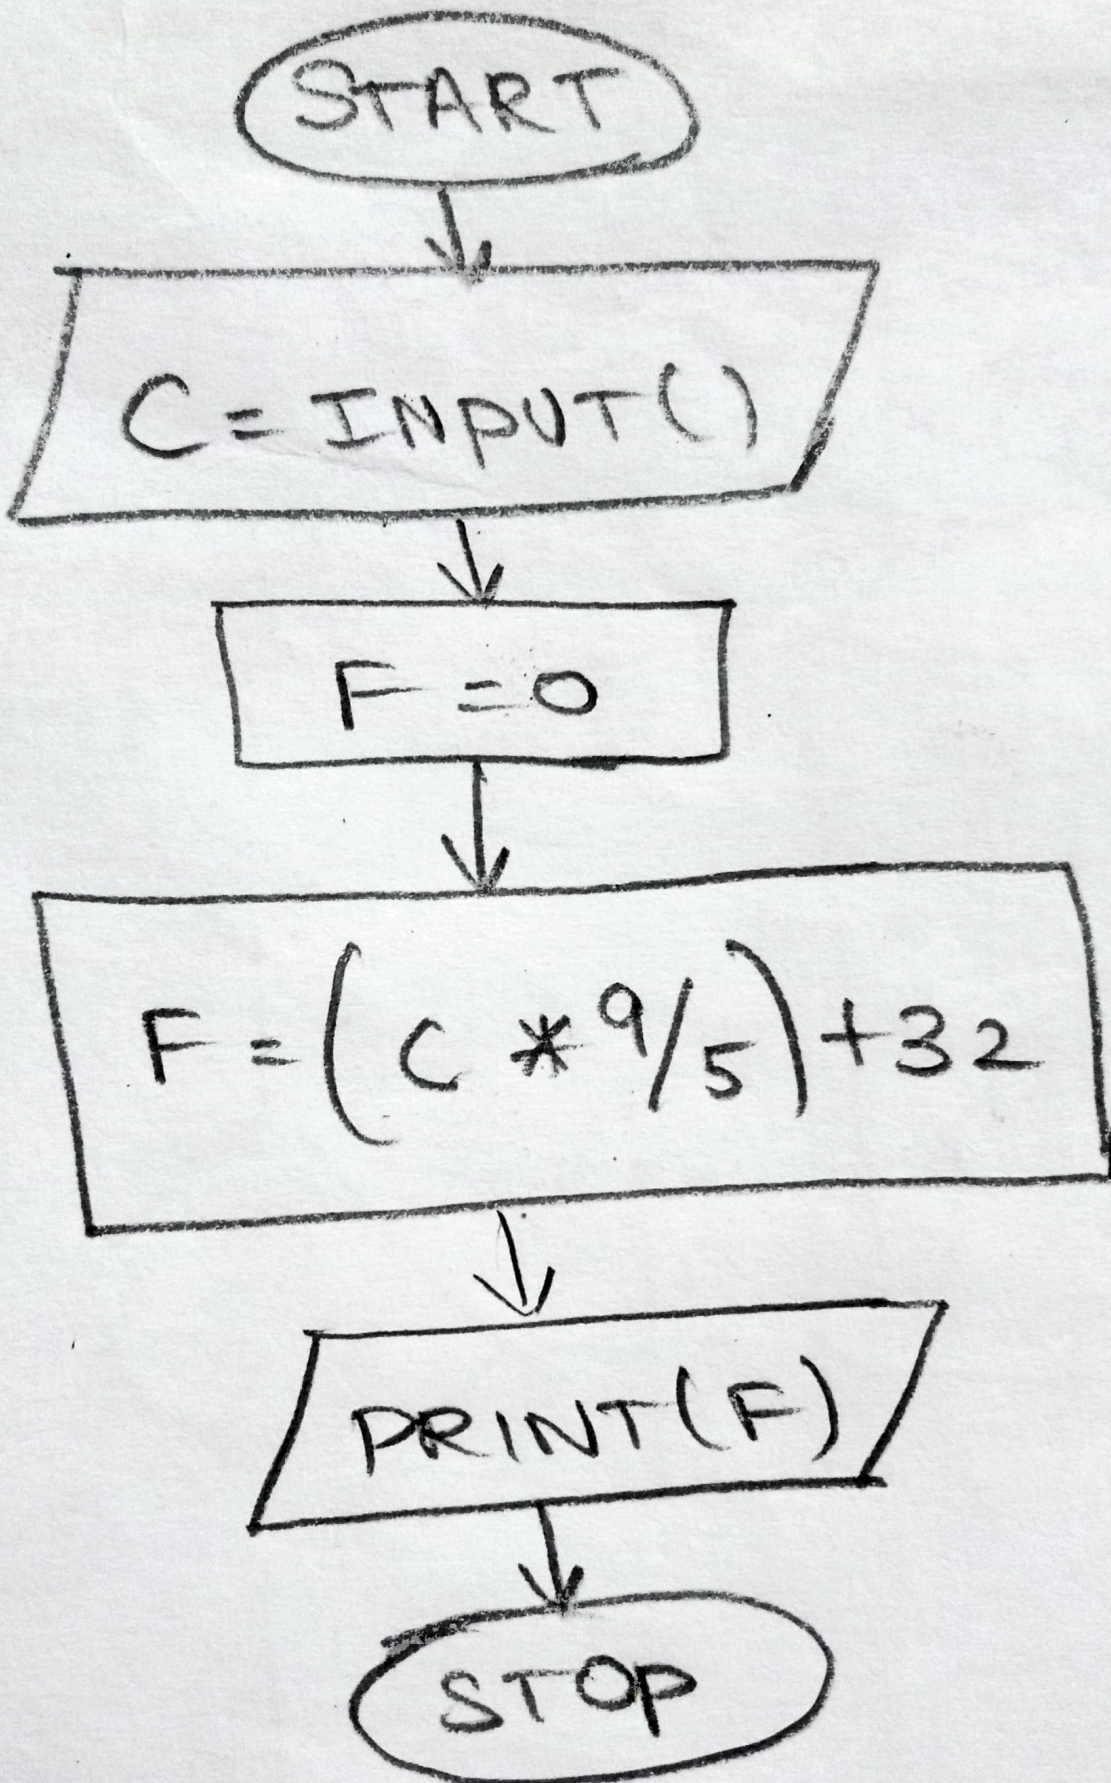 START
C = INPUT()
F = 0
F = (C * 9/5) + 32
PRINT(F)
STOP